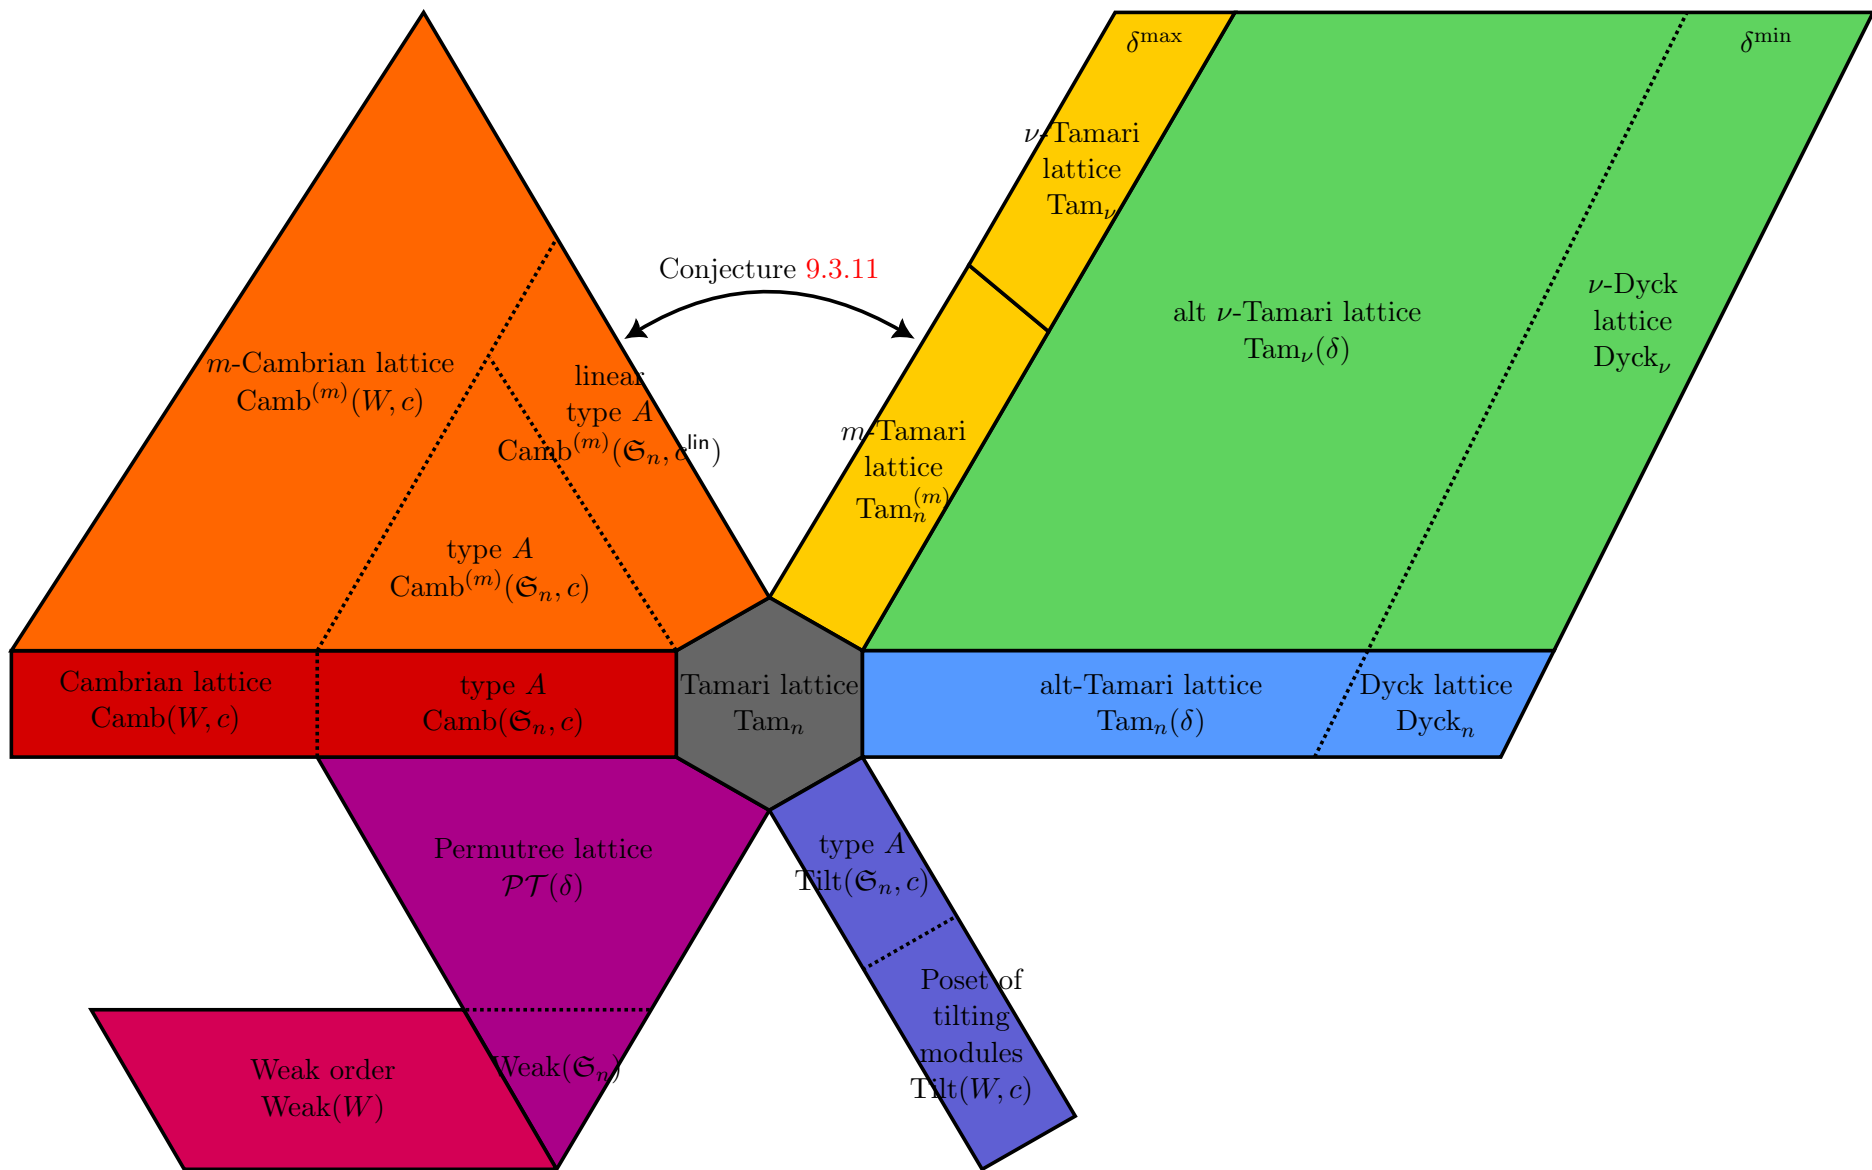 δ^max
δ^min
ν-Tamari
lattice
Tam_ν
Conjecture 9.3.11
ν-Dyck
lattice
Dyck_ν
alt ν-Tamari lattice
Tam_ν(δ)
m-Cambrian lattice
Camb^(m)(W, c)
linear
type A
Camb^(m)(𝔖_n, c^lin)
m-Tamari
lattice
Tam_n^(m)
type A
Camb^(m)(𝔖_n, c)
Cambrian lattice
Camb(W, c)
type A
Camb(𝔖_n, c)
Tamari lattice
Tam_n
alt-Tamari lattice
Tam_n(δ)
Dyck lattice
Dyck_n
Permutree lattice
𝒫𝒯(δ)
type A
Tilt(𝔖_n, c)
Poset of
tilting
modules
Tilt(W, c)
Weak order
Weak(W)
Weak(𝔖_n)